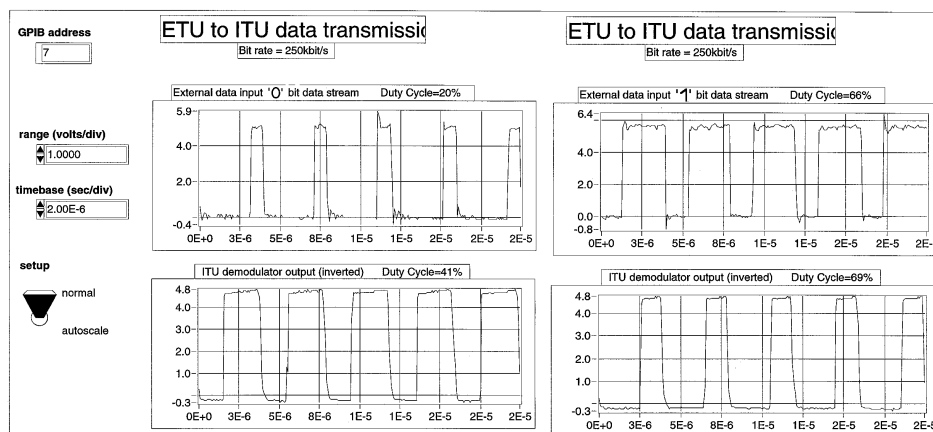 GPIB address
7
range (volts/div)
1.0000
timebase (sec/div)
2.00E-6
setup
normal
autoscale
ETU to ITU data transmissio
Bit rate = 250kbit/s
External data input '0' bit data stream Duty Cycle=20%
5.9
4.0
2.0
-0.4
0E+0 3E-6 5E-6 8E-6 1E-5 1E-5 2E-5 2E-5 2E-5
ITU demodulator output (inverted) Duty Cycle=41%
4.8
4.0
3.0
2.0
1.0
-0.3
0E+0 3E-6 5E-6 8E-6 1E-5 1E-5 2E-5 2E-5 2E-5
ETU to ITU data transmissio
Bit rate = 250kbit/s
External data input '1' bit data stream Duty Cycle=66%
6.4
4.0
2.0
0.0
-0.8
0E+0 3E-6 5E-6 8E-6 1E-5 1E-5 2E-5 2E-5 2E-
ITU demodulator output (inverted) Duty Cycle=69%
4.8
4.0
3.0
2.0
1.0
-0.3
0E+0 3E-6 5E-6 8E-6 1E-5 1E-5 2E-5 2E-5 2E-5